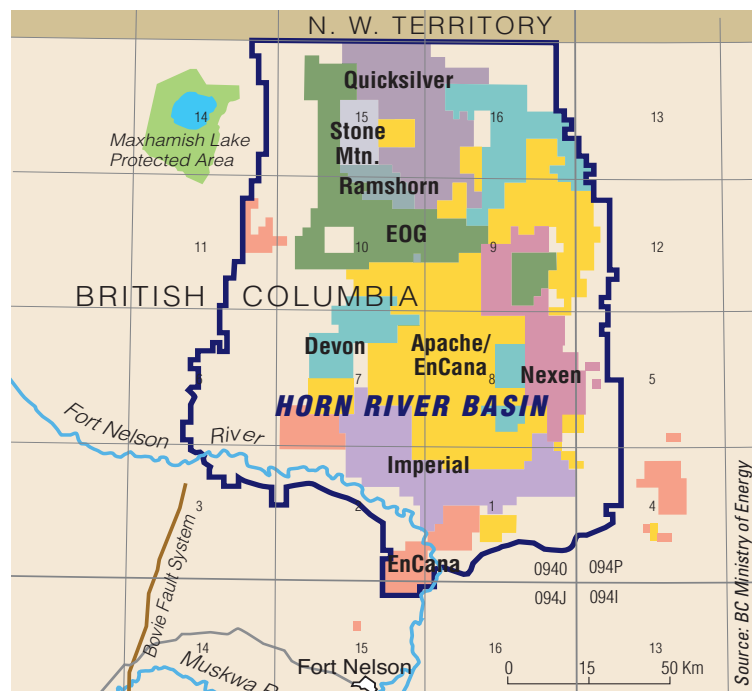 N. W. TERRITORY
Quicksilver
14
15
16
13
Maxhamish Lake
Protected Area
Stone
Mtn.
Ramshorn
EOG
11
10
9
12
BRITISH COLUMBIA
Devon
Apache/
EnCana
Nexen
7
8
5
HORN RIVER BASIN
Fort Nelson River
Imperial
3
2
1
4
Bovie Fault System
EnCana
094O 094P
094J 094I
Source: BC Ministry of Energy
14
15
16
13
Muskwa
Fort Nelson
0 15 50 Km